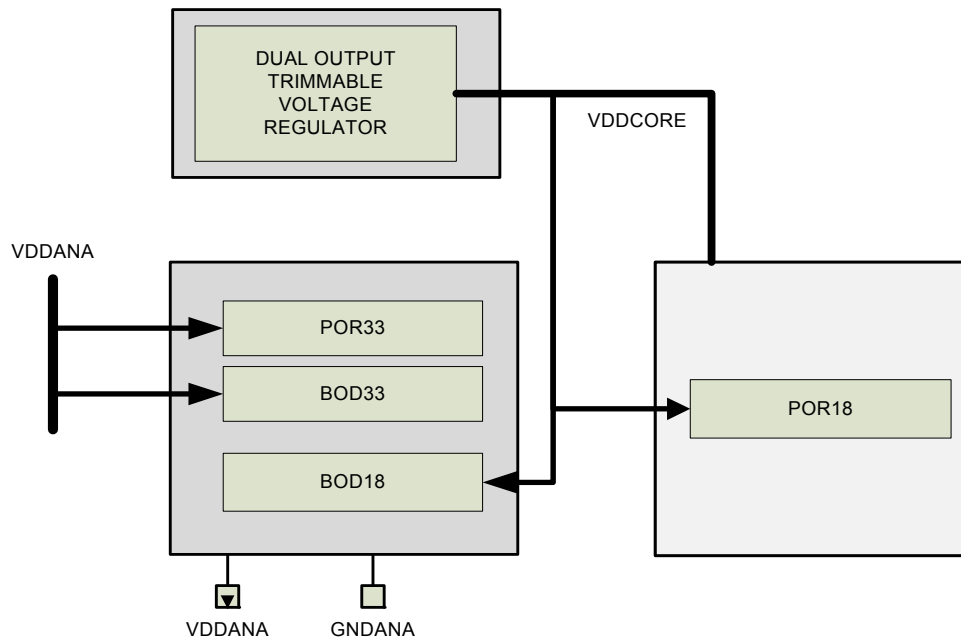 DUAL OUTPUT
TRIMMABLE
VOLTAGE
REGULATOR
VDDCORE
VDDANA
POR33
BOD33
POR18
BOD18
VDDANA
GNDANA